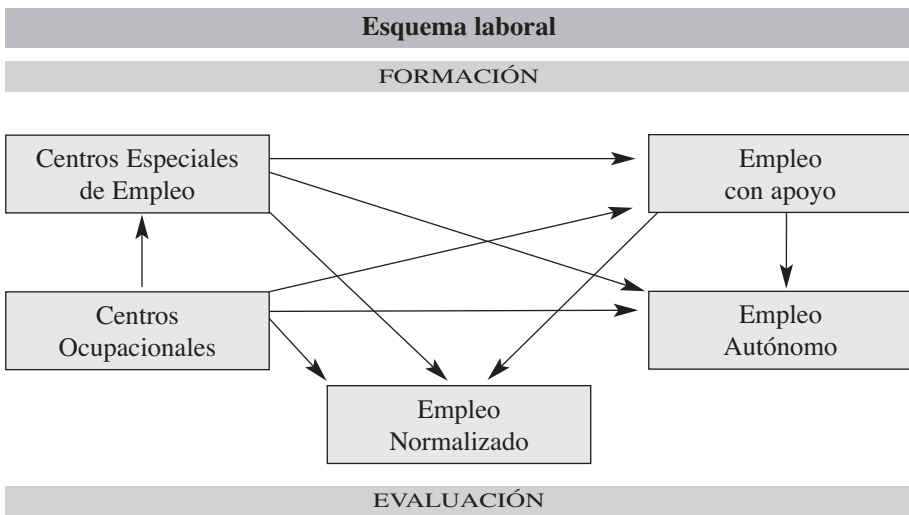 Esquema laboral
FORMACIÓN
Centros Especiales
de Empleo
Empleo
con apoyo
Centros
Ocupacionales
Empleo
Autónomo
Empleo
Normalizado
EVALUACIÓN